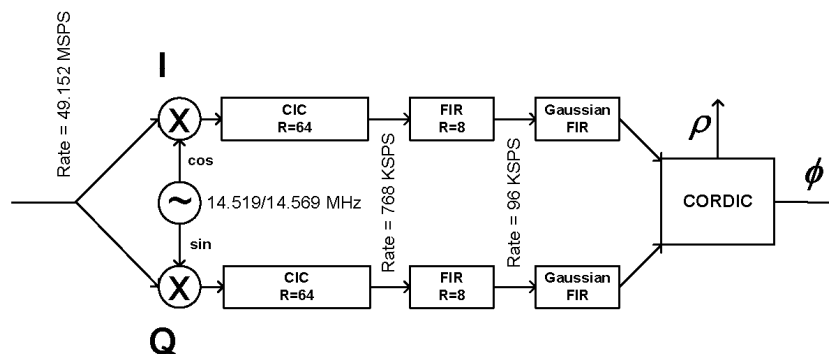 I
Rate = 49.152 MSPS
X
cos
CIC
R=64
FIR
R=8
Gaussian
FIR
ρ
~
14.519/14.569 MHz
Rate = 768 KSPS
Rate = 96 KSPS
CORDIC
ϕ
sin
X
CIC
R=64
FIR
R=8
Gaussian
FIR
Q